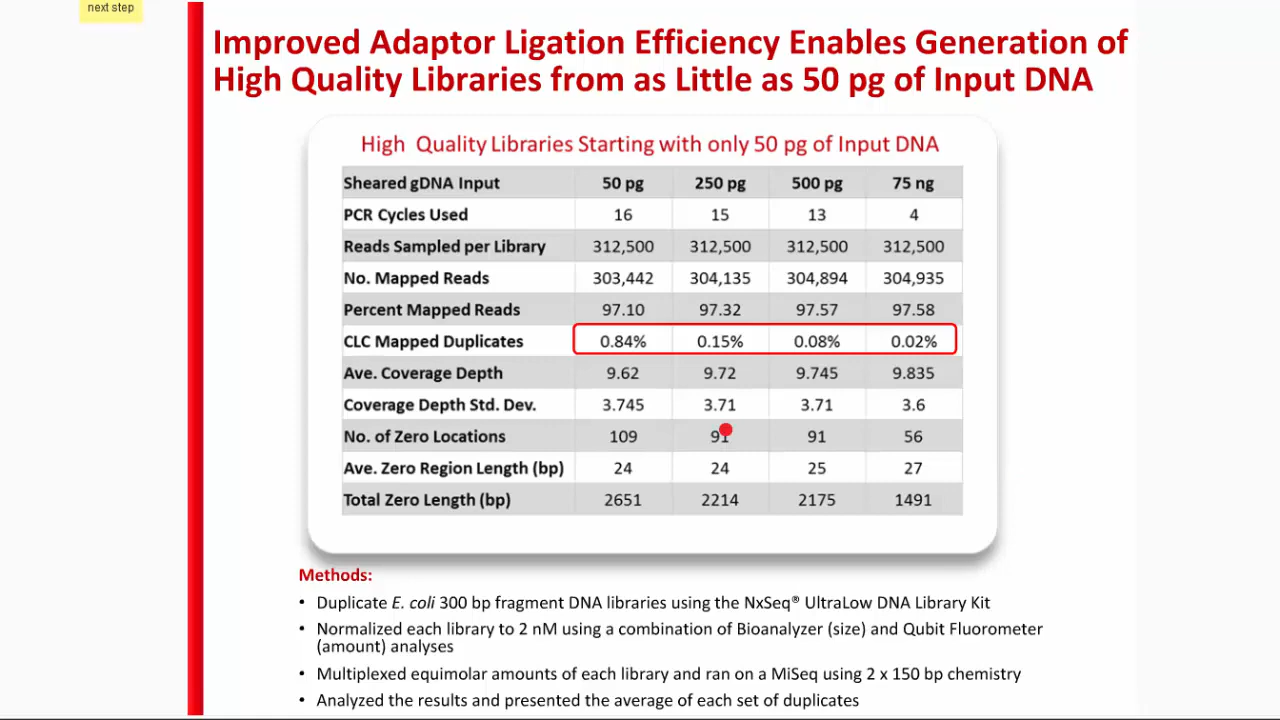 next step
Improved Adaptor Ligation Efficiency Enables Generation of
High Quality Libraries from as Little as 50 pg of Input DNA
High Quality Libraries Starting with only 50 pg of Input DNA
Sheared gDNA Input 50 pg 250 pg 500 pg 75 ng
PCR Cycles Used 16 15 13 4
Reads Sampled per Library 312,500 312,500 312,500 312,500
No. Mapped Reads 303,442 304,135 304,894 304,935
Percent Mapped Reads 97.10 97.32 97.57 97.58
CLC Mapped Duplicates 0.84% 0.15% 0.08% 0.02%
Ave. Coverage Depth 9.62 9.72 9.745 9.835
Coverage Depth Std. Dev. 3.745 3.71 3.71 3.6
No. of Zero Locations 109 91 91 56
Ave. Zero Region Length (bp) 24 24 25 27
Total Zero Length (bp) 2651 2214 2175 1491
Methods:
• Duplicate E. coli 300 bp fragment DNA libraries using the NxSeq® UltraLow DNA Library Kit
• Normalized each library to 2 nM using a combination of Bioanalyzer (size) and Qubit Fluorometer
(amount) analyses
• Multiplexed equimolar amounts of each library and ran on a MiSeq using 2 x 150 bp chemistry
• Analyzed the results and presented the average of each set of duplicates